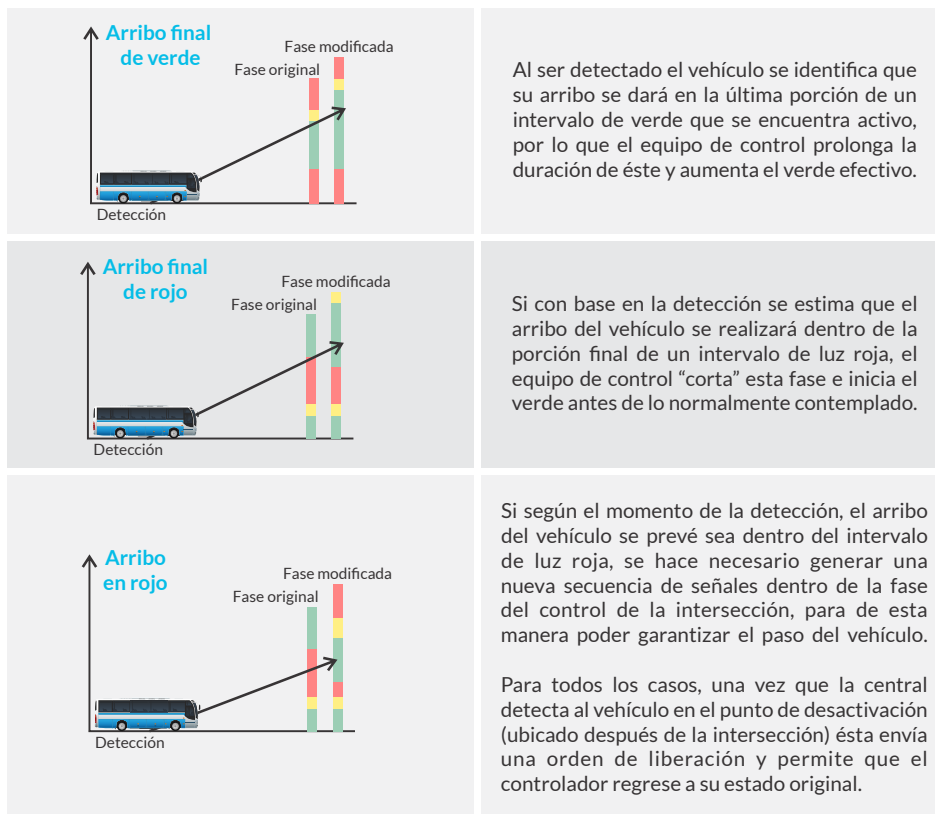 Arribo final
de verde
Fase modificada
Fase original
Detección
Al ser detectado el vehículo se identifica que
su arribo se dará en la última porción de un
intervalo de verde que se encuentra activo,
por lo que el equipo de control prolonga la
duración de éste y aumenta el verde efectivo.
Arribo final
de rojo
Fase modificada
Fase original
Detección
Si con base en la detección se estima que el
arribo del vehículo se realizará dentro de la
porción final de un intervalo de luz roja, el
equipo de control “corta” esta fase e inicia el
verde antes de lo normalmente contemplado.
Arribo
en rojo
Fase modificada
Fase original
Detección
Si según el momento de la detección, el arribo
del vehículo se prevé sea dentro del intervalo
de luz roja, se hace necesario generar una
nueva secuencia de señales dentro de la fase
del control de la intersección, para de esta
manera poder garantizar el paso del vehículo.
Para todos los casos, una vez que la central
detecta al vehículo en el punto de desactivación
(ubicado después de la intersección) ésta envía
una orden de liberación y permite que el
controlador regrese a su estado original.